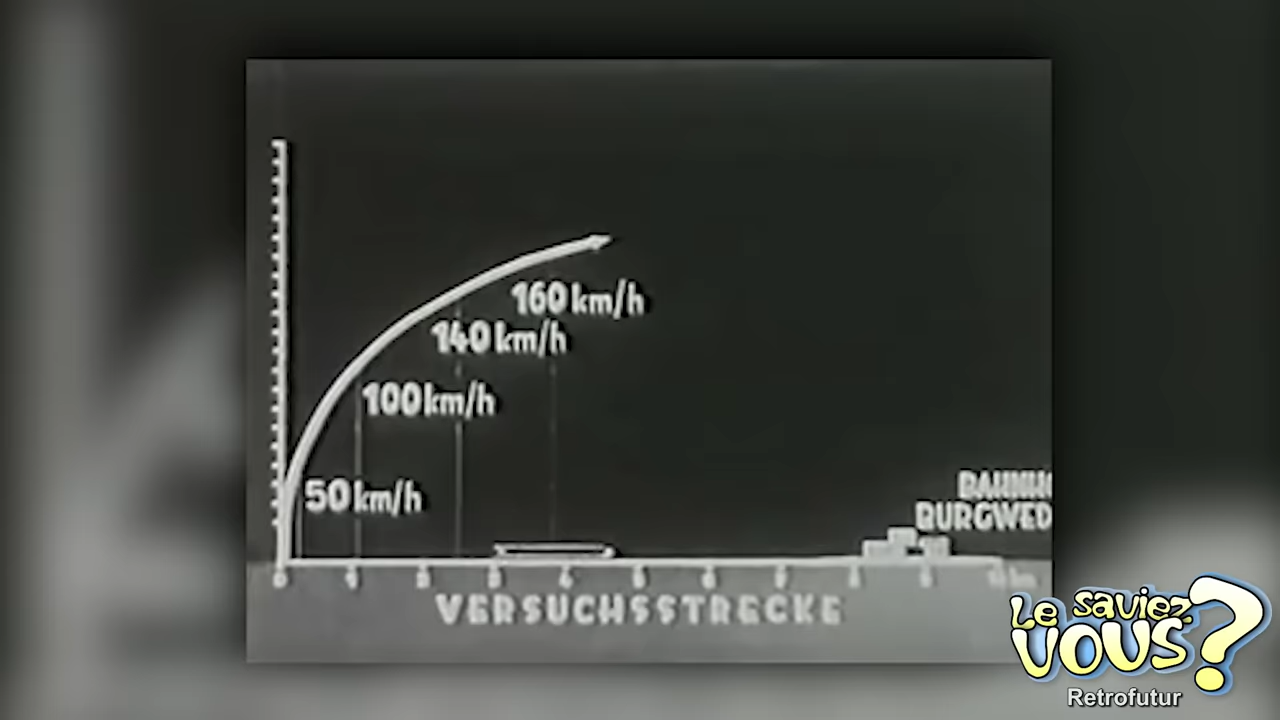 160 km/h
140 km/h
100 km/h
50 km/h
BURGWED
VERSUCHSSTRECKE
Le saviez
VOUS?
Retrofutur